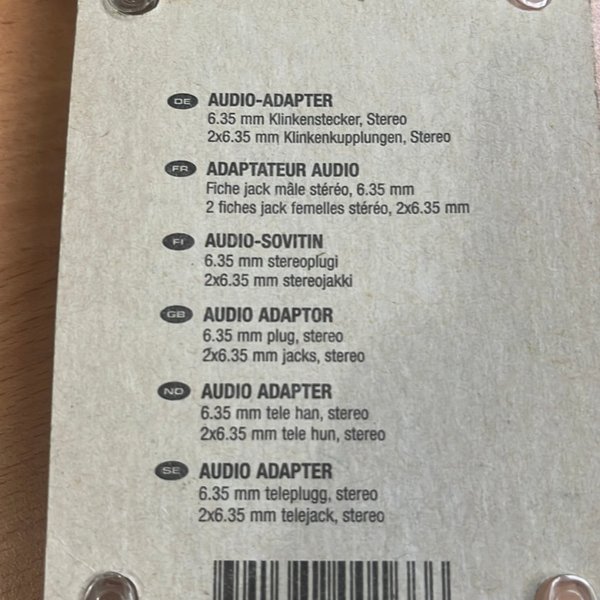 DE AUDIO-ADAPTER
6.35 mm Klinkenstecker, Stereo
2x6.35 mm Klinkenkupplungen, Stereo
FR ADAPTATEUR AUDIO
Fiche jack mâle stéréo, 6.35 mm
2 fiches jack femelles stéréo, 2x6.35 mm
FI AUDIO-SOVITIN
6.35 mm stereoplugi
2x6.35 mm stereojakki
GB AUDIO ADAPTOR
6.35 mm plug, stereo
2x6.35 mm jacks, stereo
NO AUDIO ADAPTER
6.35 mm tele han, stereo
2x6.35 mm tele hun, stereo
SE AUDIO ADAPTER
6.35 mm teleplugg, stereo
2x6.35 mm telejack, stereo